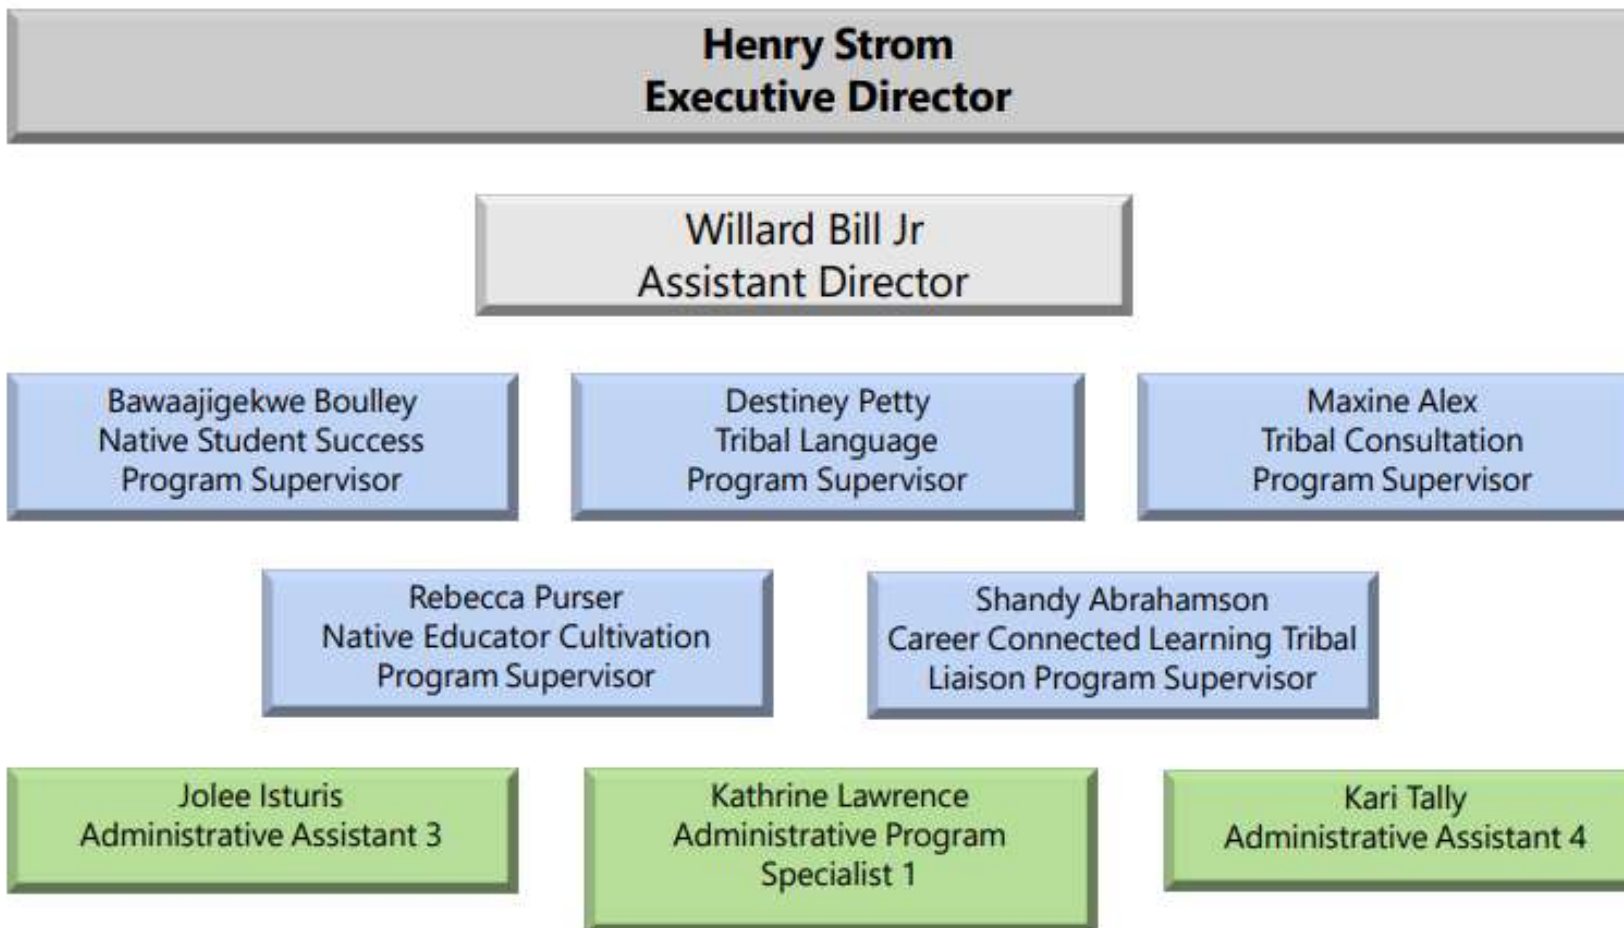 Henry Strom
Executive Director
Willard Bill Jr
Assistant Director
Bawaajigekwe Boulley
Native Student Success
Program Supervisor
Destiney Petty
Tribal Language
Program Supervisor
Maxine Alex
Tribal Consultation
Program Supervisor
Rebecca Purser
Native Educator Cultivation
Program Supervisor
Shandy Abrahamson
Career Connected Learning Tribal
Liaison Program Supervisor
Jolee Isturis
Administrative Assistant 3
Kathrine Lawrence
Administrative Program
Specialist 1
Kari Tally
Administrative Assistant 4